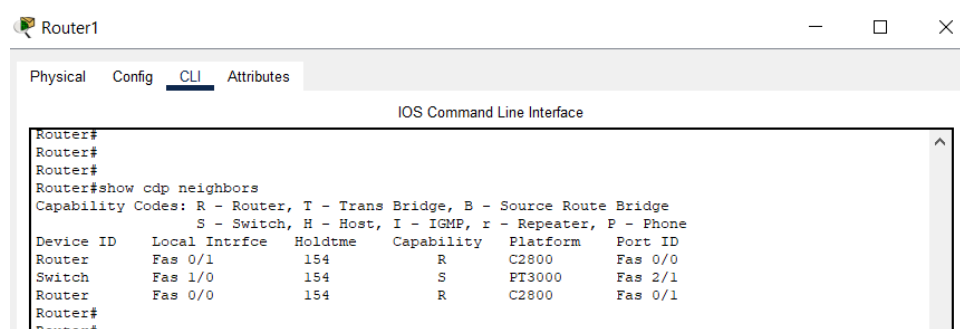 Router1
Physical Config CLI Attributes
IOS Command Line Interface
Router#
Router#
Router#
Router#show cdp neighbors
Capability Codes: R - Router, T - Trans Bridge, B - Source Route Bridge
S - Switch, H - Host, I - IGMP, r - Repeater, P - Phone
Device ID Local Intrfce Holdtme Capability Platform Port ID
Router Fas 0/1 154 R C2800 Fas 0/0
Switch Fas 1/0 154 S PT3000 Fas 2/1
Router Fas 0/0 154 R C2800 Fas 0/1
Router#
Router#